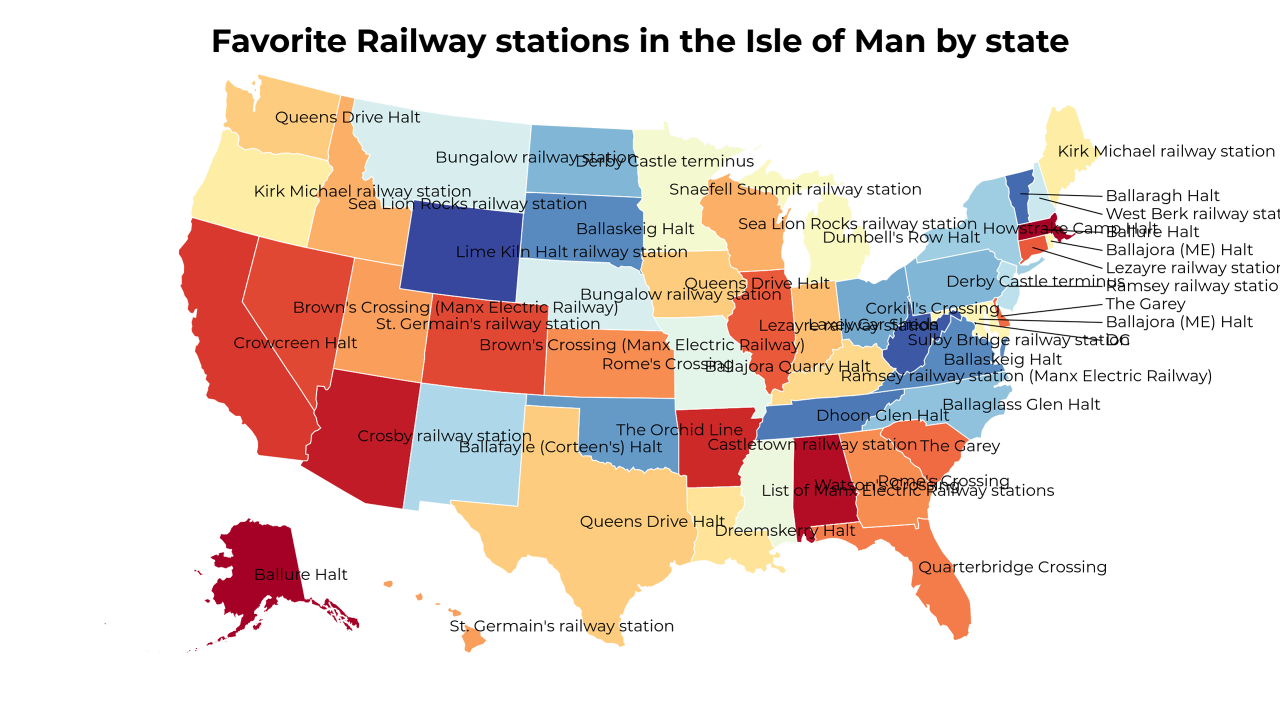 Favorite Railway stations in the Isle of Man by state
Queens Drive Halt
Kirk Michael railway station
Bungalow railway station
Derby Castle terminus
Kirk Michael railway station
Snaefell Summit railway station
Sea Lion Rocks railway station
Ballaragh Halt
West Berk railway stat
Sea Lion Rocks railway station
Howstrake Camp Halt
Ballaskeig Halt
Ballure Halt
Dumbell's Row Halt
Lime Kiln Halt railway station
Ballajora (ME) Halt
Lezayre railway station
Queens Drive Halt
Derby Castle terminus
Ramsey railway statio
Bungalow railway station
The Garey
Brown's Crossing (Manx Electric Railway)
Corkill's Crossing
St. Germain's railway station
Lezayre railway station
Laxey Car Sheds
Ballajora (ME) Halt
Crowcreen Halt
Brown's Crossing (Manx Electric Railway)
Sulby Bridge railway station
DC
Rome's Crossing
Ballajora Quarry Halt
Ballaskeig Halt
Ramsey railway station (Manx Electric Railway)
Ballaglass Glen Halt
Dhoon Glen Halt
The Orchid Line
Crosby railway station
Ballafayle (Corteen's) Halt
Castletown railway station
The Garey
Watson's Crossing
Rome's Crossing
List of Manx Electric Railway stations
Queens Drive Halt
Dreemskerry Halt
Quarterbridge Crossing
Ballure Halt
St. Germain's railway station